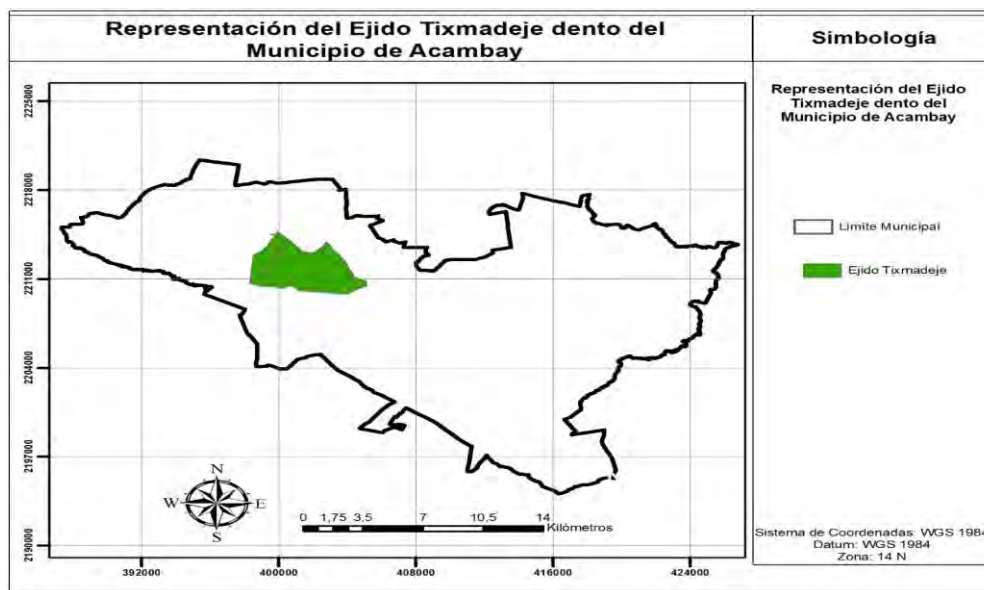 Representación del Ejido Tixmadeje dento del
Municipio de Acambay
Simbología
Representación del Ejido
Tixmadeje dento del
Municipio de Acambay
Límite Municipal
Ejido Tixmadeje
2225000
2218000
2211000
2204000
2197000
2190000
N
W
E
S
0 1,75 3,5 7 10,5 14
Kilómetros
392000 400000 408000 416000 424000
Sistema de Coordenadas: WGS 1984
Datum: WGS 1984
Zona: 14 N